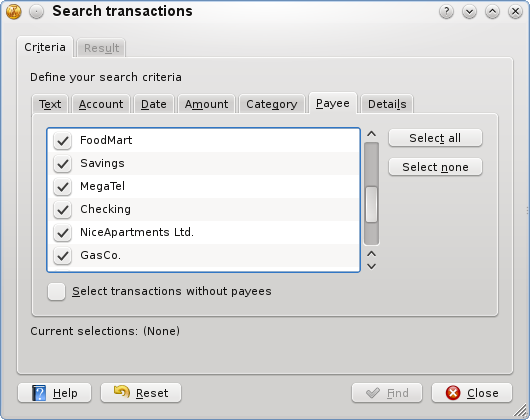 Search transactions
Criteria Result
Define your search criteria
Text Account Date Amount Category Payee Details
FoodMart
Savings
MegaTel
Checking
NiceApartments Ltd.
GasCo.
Select all
Select none
Select transactions without payees
Current selections: (None)
Help Reset Find Close